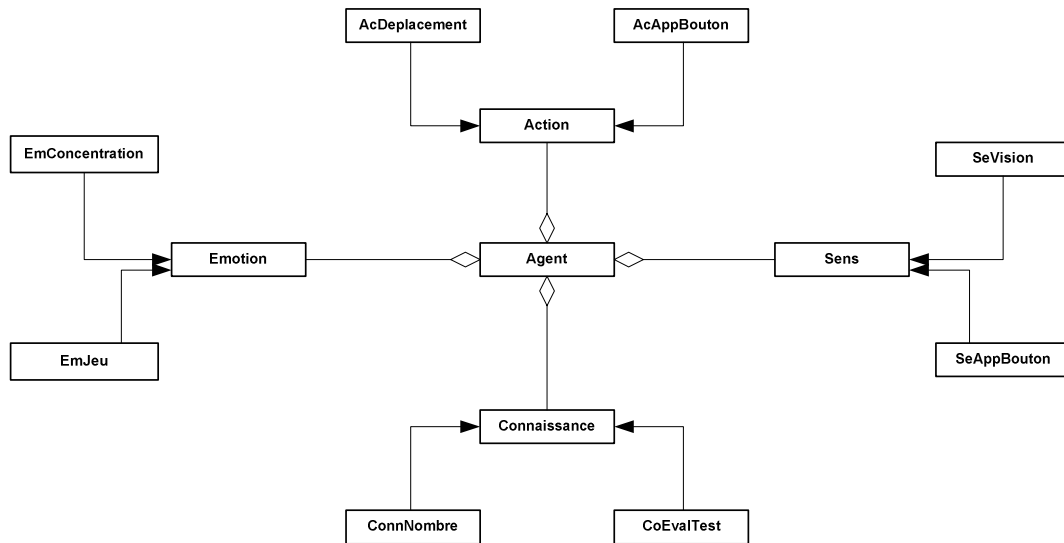 AcDeplacement
AcAppBouton
Action
EmConcentration
SeVision
Emotion
Agent
Sens
EmJeu
SeAppBouton
Connaissance
ConnNombre
CoEvalTest